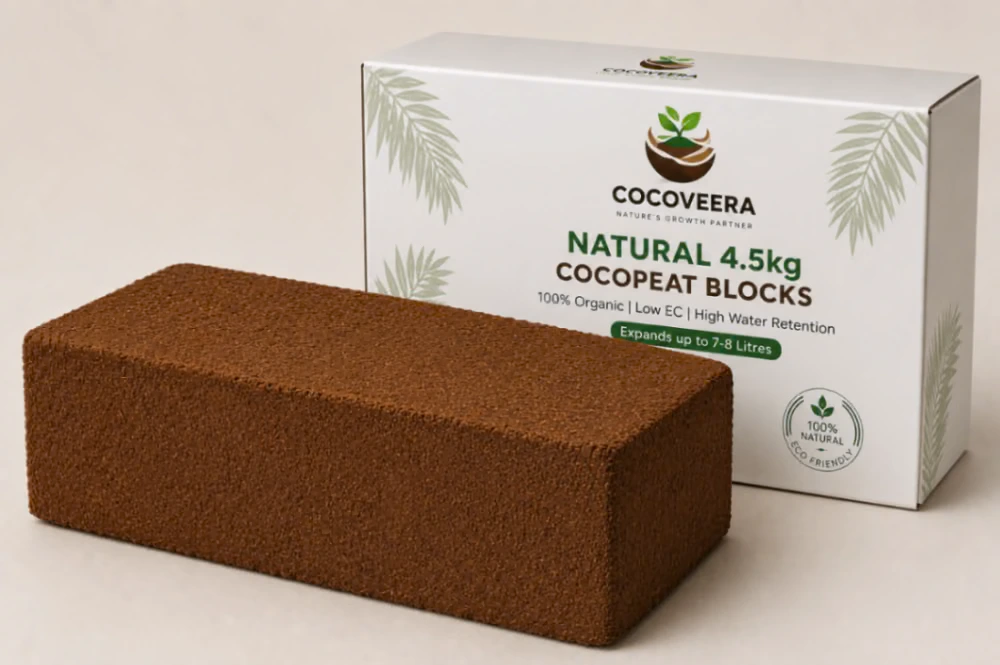 COCOVEERA
COCOVEERA
NATURE'S GROWTH PARTNER
NATURAL 4.5kg
COCOPEAT BLOCKS
100% Organic | Low EC | High Water Retention
Expands up to 7-8 Litres
100%
NATURAL
ECO FRIENDLY